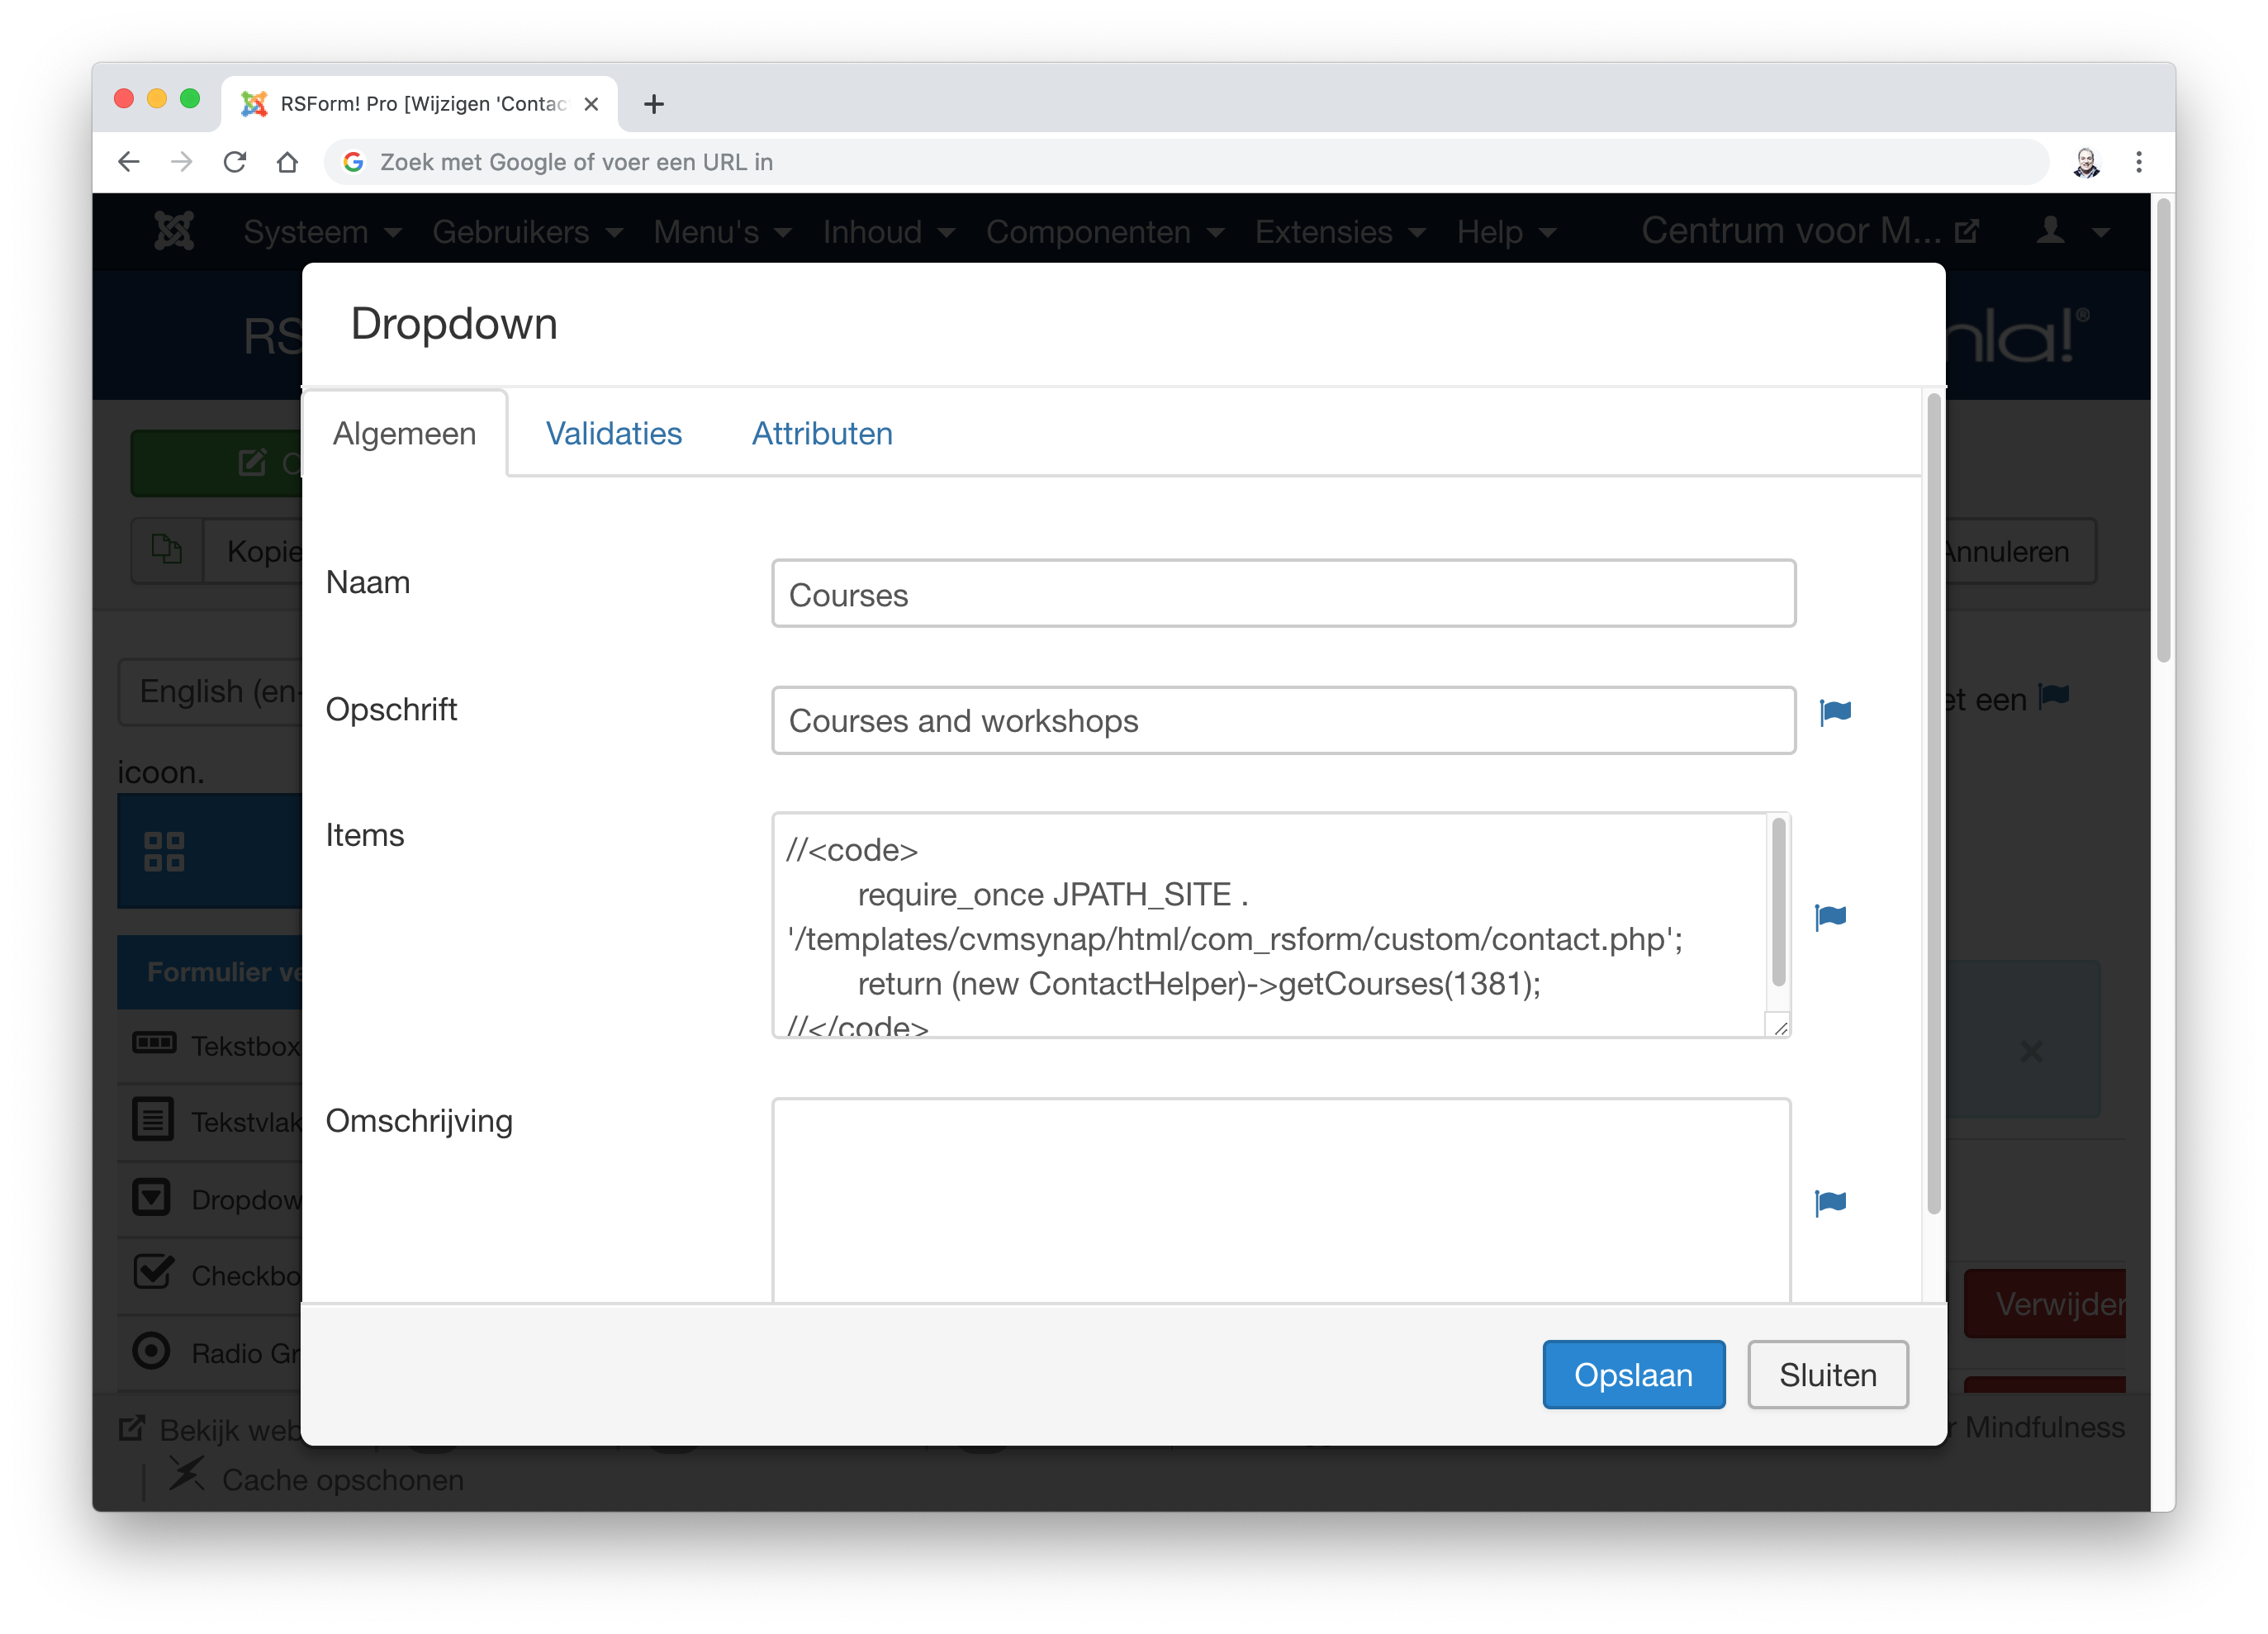 RSForm! Pro [Wijzigen 'Contac
Zoek met Google of voer een URL in
Systeem Gebruikers Menu's Inhoud Componenten Extensies Help Centrum voor M...
RS nla!®
Dropdown
Algemeen Validaties Attributen
Kopie Annuleren
Naam
Courses
English (en- et een
Opschrift
Courses and workshops
icoon.
Items
//<code>
require_once JPATH_SITE .
'/templates/cvmsynap/html/com_rsform/custom/contact.php';
return (new ContactHelper)->getCourses(1381);
//</code>
Formulier ve
Tekstbox
Tekstvlak
Omschrijving
Dropdow
Checkbo
Radio Gr
Verwijder
Opslaan Sluiten
Bekijk web r Mindfulness
Cache opschonen